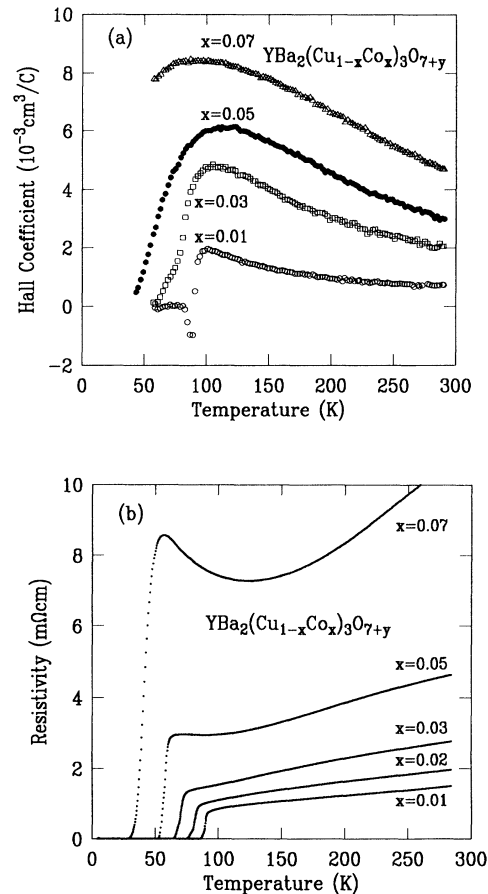 (a)
x=0.07
YBa₂(Cu₁₋ₓCoₓ)₃O₇₊ᵧ
x=0.05
x=0.03
x=0.01
Hall Coefficient (10⁻³cm³/C)
10
8
6
4
2
0
-2
0 50 100 150 200 250 300
Temperature (K)
(b)
x=0.07
YBa₂(Cu₁₋ₓCoₓ)₃O₇₊ᵧ
x=0.05
x=0.03
x=0.02
x=0.01
Resistivity (mΩcm)
10
8
6
4
2
0
0 50 100 150 200 250 300
Temperature (K)